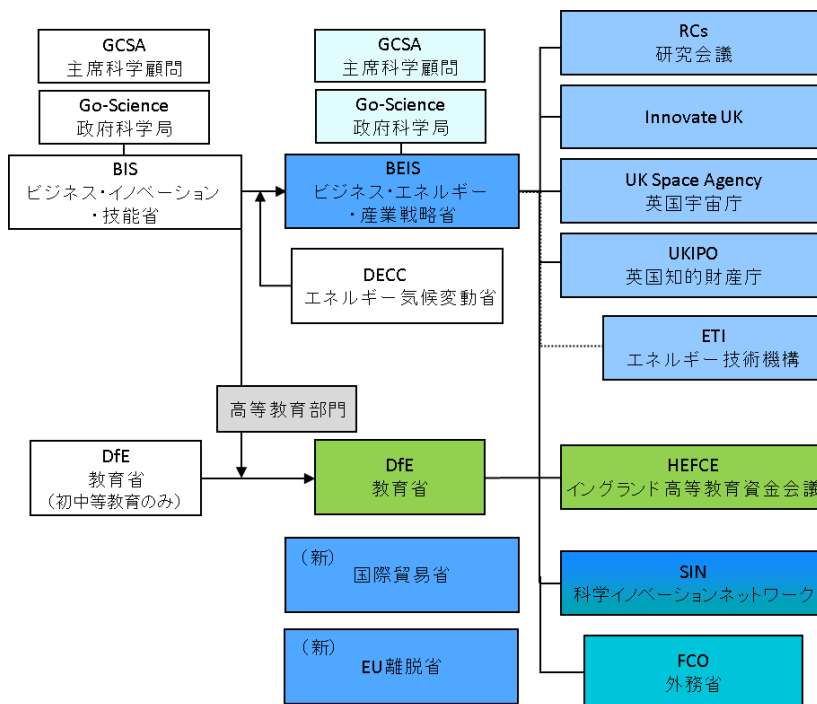 GCSA
主席科学顧問
Go-Science
政府科学局
BIS
ビジネス・イノベーション
・技能省
GCSA
主席科学顧問
Go-Science
政府科学局
BEIS
ビジネス・エネルギー
・産業戦略省
DECC
エネルギー気候変動省
高等教育部門
DfE
教育省
（初中等教育のみ）
DfE
教育省
（新）
国際貿易省
（新）
EU離脱省
RCs
研究会議
Innovate UK
UK Space Agency
英国宇宙庁
UKIPO
英国知的財産庁
ETI
エネルギー技術機構
HEFCE
イングランド高等教育資金会議
SIN
科学イノベーションネットワーク
FCO
外務省